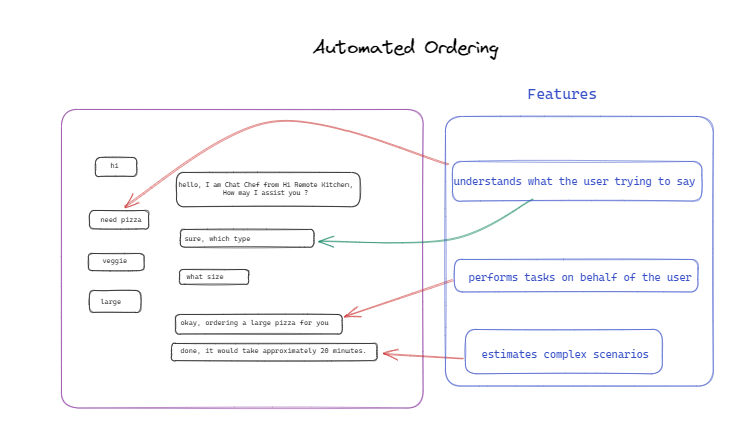 Automated Ordering
Features
hi
hello, I am Chat Chef from Hi Remote Kitchen,
How may I assist you ?
need pizza
sure, which type
veggie
what size
large
okay, ordering a large pizza for you
done, it would take approximately 20 minutes.
understands what the user trying to say
performs tasks on behalf of the user
estimates complex scenarios